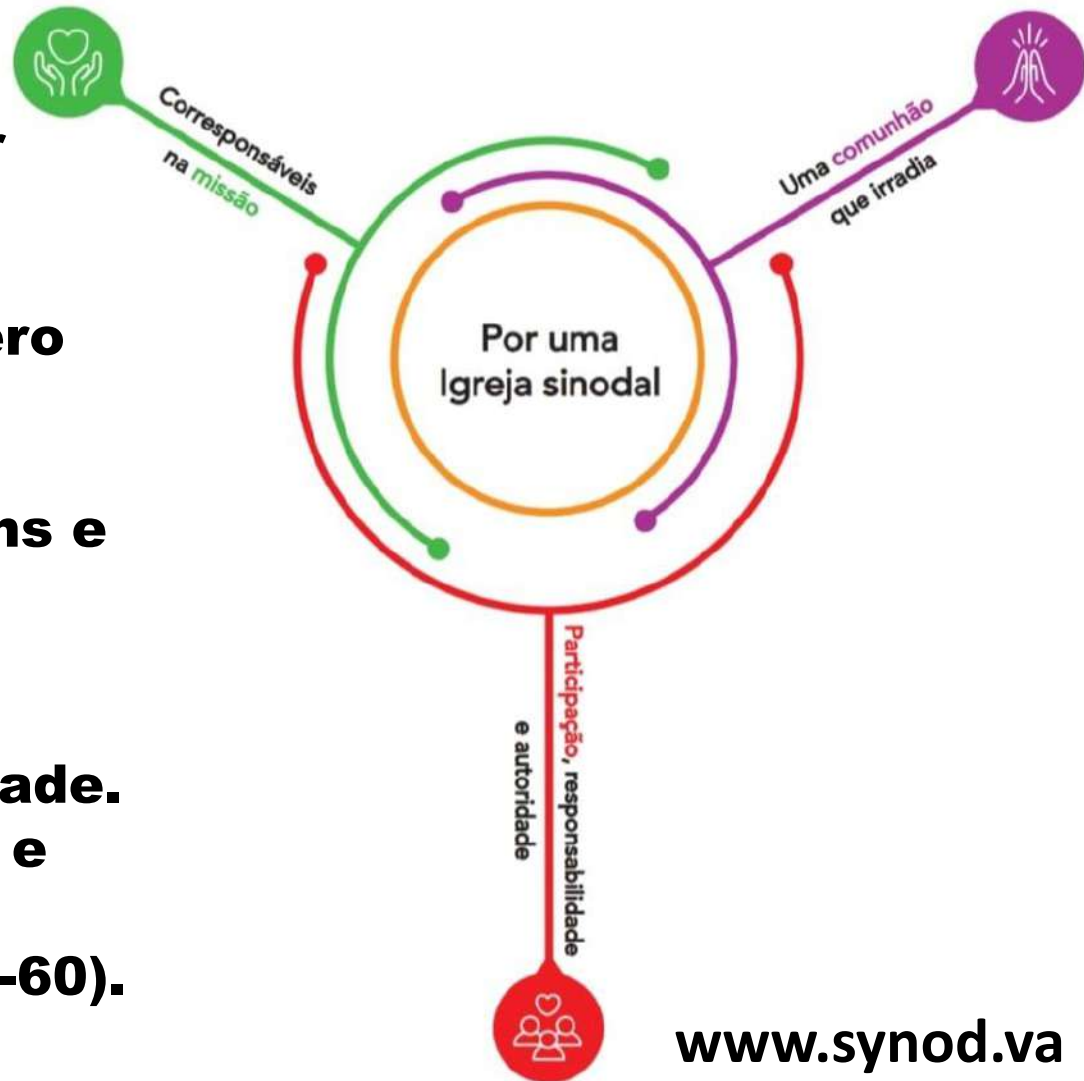 Corresponsáveis
na missão
Uma comunhão
que irradia
ero
Por uma
Igreja sinodal
ns e
Participação, responsabilidade
e autoridade
ade.
e
-60).
www.synod.va